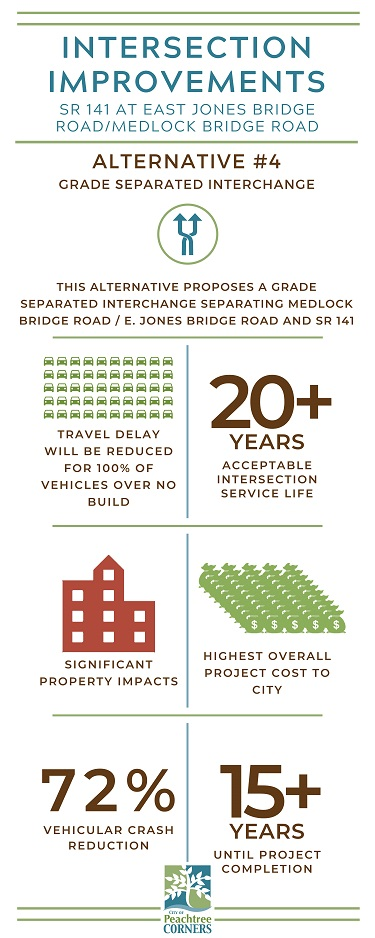 INTERSECTION
IMPROVEMENTS
SR 141 AT EAST JONES BRIDGE
ROAD/MEDLOCK BRIDGE ROAD
ALTERNATIVE #4
GRADE SEPARATED INTERCHANGE
THIS ALTERNATIVE PROPOSES A GRADE
SEPARATED INTERCHANGE SEPARATING MEDLOCK
BRIDGE ROAD / E. JONES BRIDGE ROAD AND SR 141
TRAVEL DELAY
WILL BE REDUCED
FOR 100% OF
VEHICLES OVER NO
BUILD
20+
YEARS
ACCEPTABLE
INTERSECTION
SERVICE LIFE
SIGNIFICANT
PROPERTY IMPACTS
$ $ $ $ $
HIGHEST OVERALL
PROJECT COST TO
CITY
72%
VEHICULAR CRASH
REDUCTION
15+
YEARS
UNTIL PROJECT
COMPLETION
CITY OF
Peachtree
CORNERS